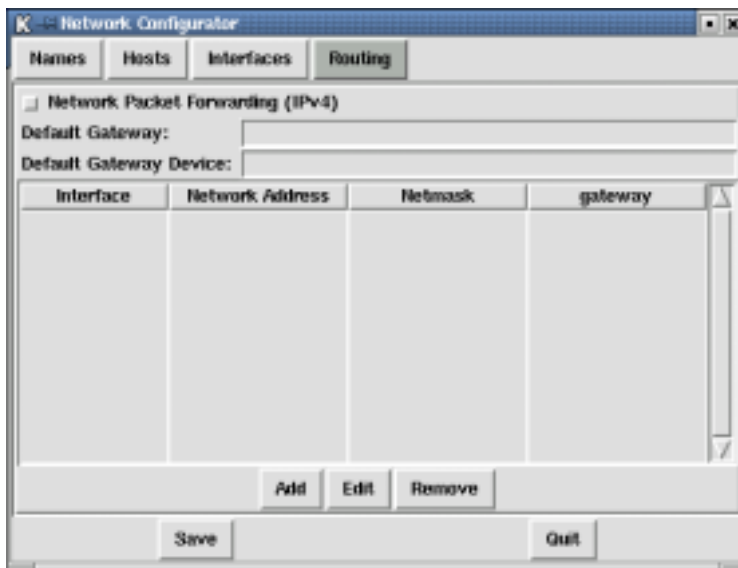 Network Configurator
Names Hosts Interfaces Routing
Network Packet Forwarding (IPv4)
Default Gateway:
Default Gateway Device:
Interface Network Address Netmask gateway
Add Edit Remove
Save Quit